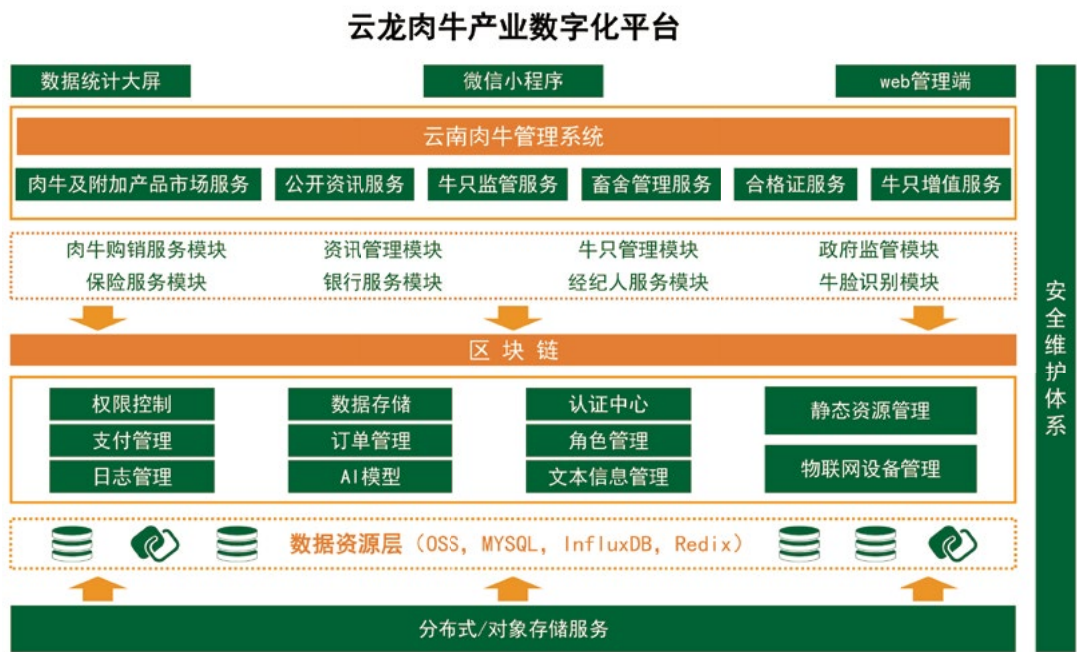 云龙肉牛产业数字化平台
数据统计大屏 微信小程序 web管理端
云南肉牛管理系统
肉牛及附加产品市场服务 公开资讯服务 牛只监管服务 畜舍管理服务 合格证服务 牛只增值服务
肉牛购销服务模块 资讯管理模块 牛只管理模块 政府监管模块
保险服务模块 银行服务模块 经纪人服务模块 牛脸识别模块
区块链
权限控制 数据存储 认证中心 静态资源管理
支付管理 订单管理 角色管理
日志管理 AI模型 文本信息管理 物联网设备管理
数据资源层（OSS, MYSQL, InfluxDB, Redix）
分布式/对象存储服务
安全维护体系